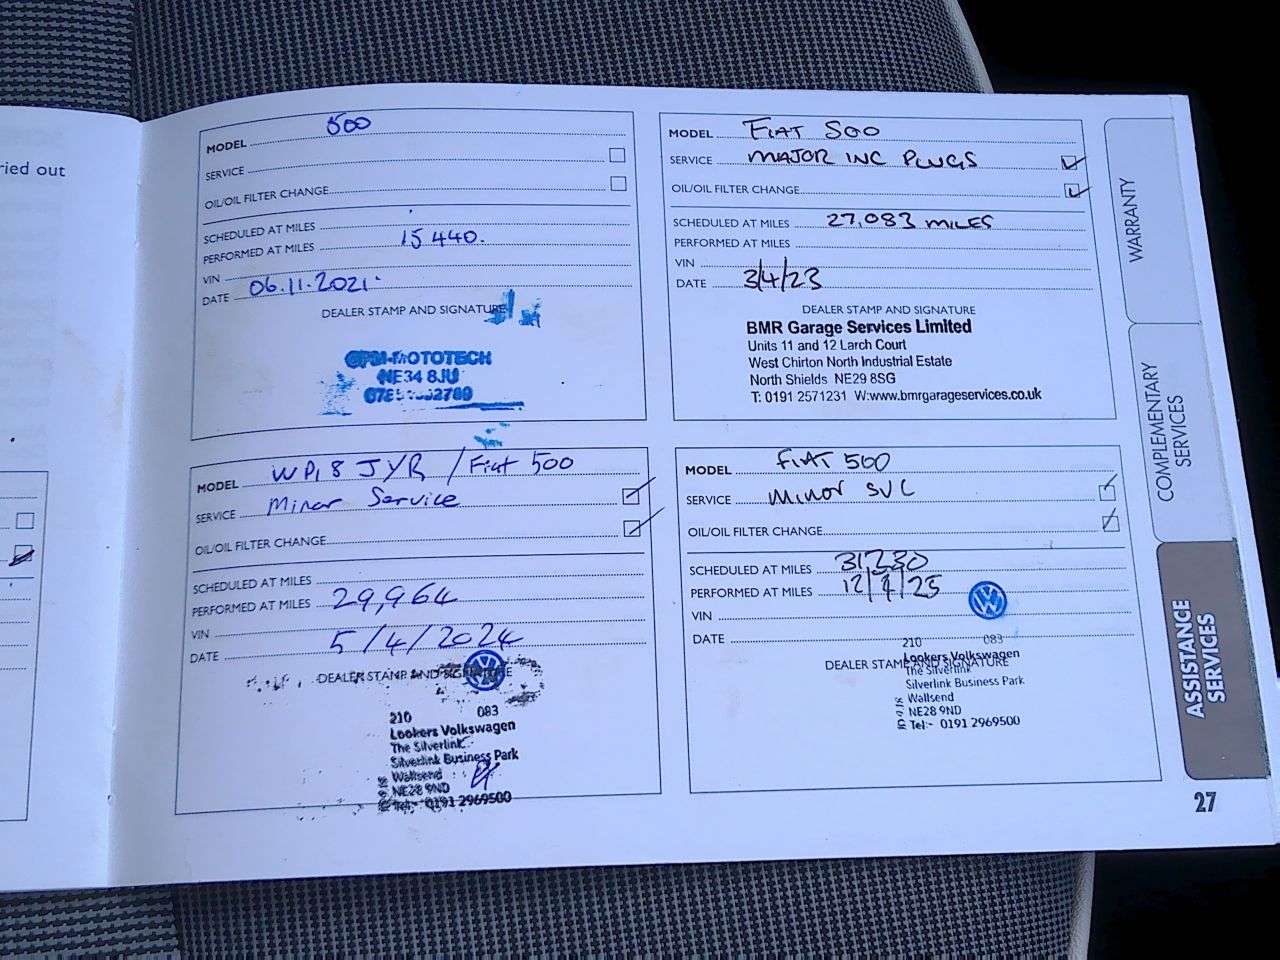 ried out
MODEL 500
SERVICE
OIL/OIL FILTER CHANGE
SCHEDULED AT MILES
PERFORMED AT MILES 15 440.
VIN
DATE 06.11.2021.
DEALER STAMP AND SIGNATURE
NE34 8JU
MODEL FIAT 500
SERVICE MAJOR INC PLUGS
OIL/OIL FILTER CHANGE
SCHEDULED AT MILES 27,083 MILES
PERFORMED AT MILES
VIN
DATE 3/4/23
DEALER STAMP AND SIGNATURE
BMR Garage Services Limited
Units 11 and 12 Larch Court
West Chirton North Industrial Estate
North Shields NE29 8SG
T: 0191 2571231 W:www.bmrgarageservices.co.uk
MODEL WP18 JYR / Fiat 500
SERVICE Minor Service
OIL/OIL FILTER CHANGE
SCHEDULED AT MILES
PERFORMED AT MILES 29,964
VIN
DATE 5/4/2024
DEALER STAMP AND SIGNATURE
210 083
Lookers Volkswagen
The Silverlink
Silverlink Business Park
Wallsend
NE28 9ND
Tel:- 0191 2969500
MODEL FIAT 500
SERVICE Minor SVC
OIL/OIL FILTER CHANGE
SCHEDULED AT MILES 31,230
PERFORMED AT MILES 12/4/25
VIN
DATE
DEALER STAMP AND SIGNATURE
210 083
Lookers Volkswagen
The Silverlink
Silverlink Business Park
Wallsend
NE28 9ND
Tel:- 0191 2969500
WARRANTY
COMPLEMENTARY
SERVICES
ASSISTANCE
SERVICES
27